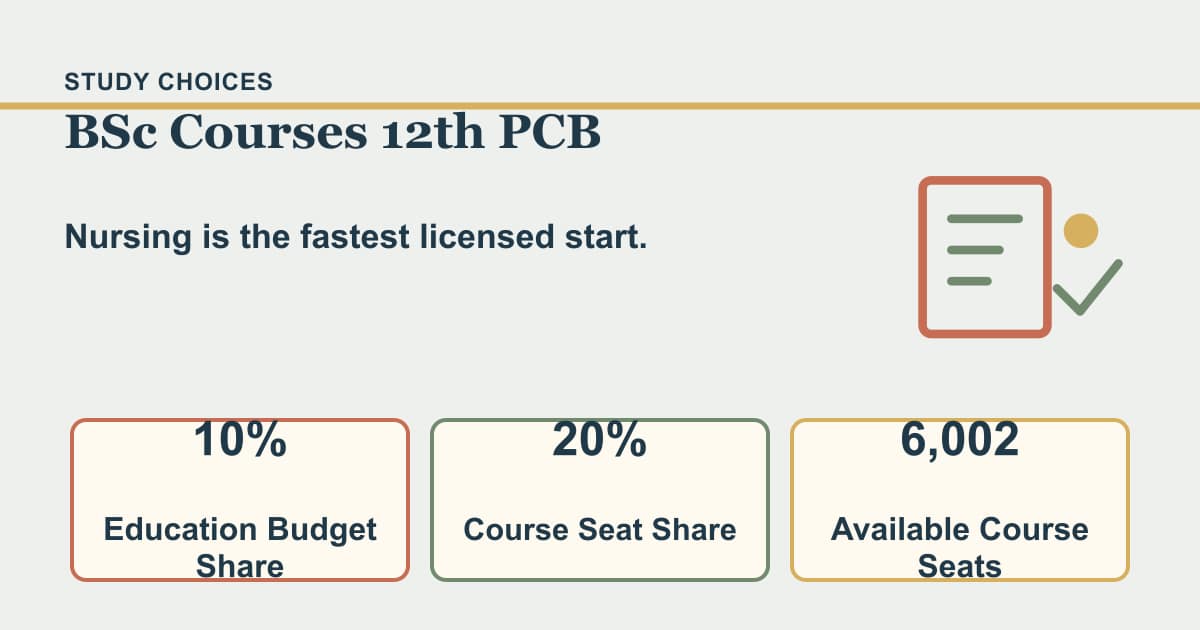 STUDY CHOICES
BSc Courses 12th PCB
Nursing is the fastest licensed start.
10%
Education Budget
Share
20%
Course Seat Share
6,002
Available Course
Seats